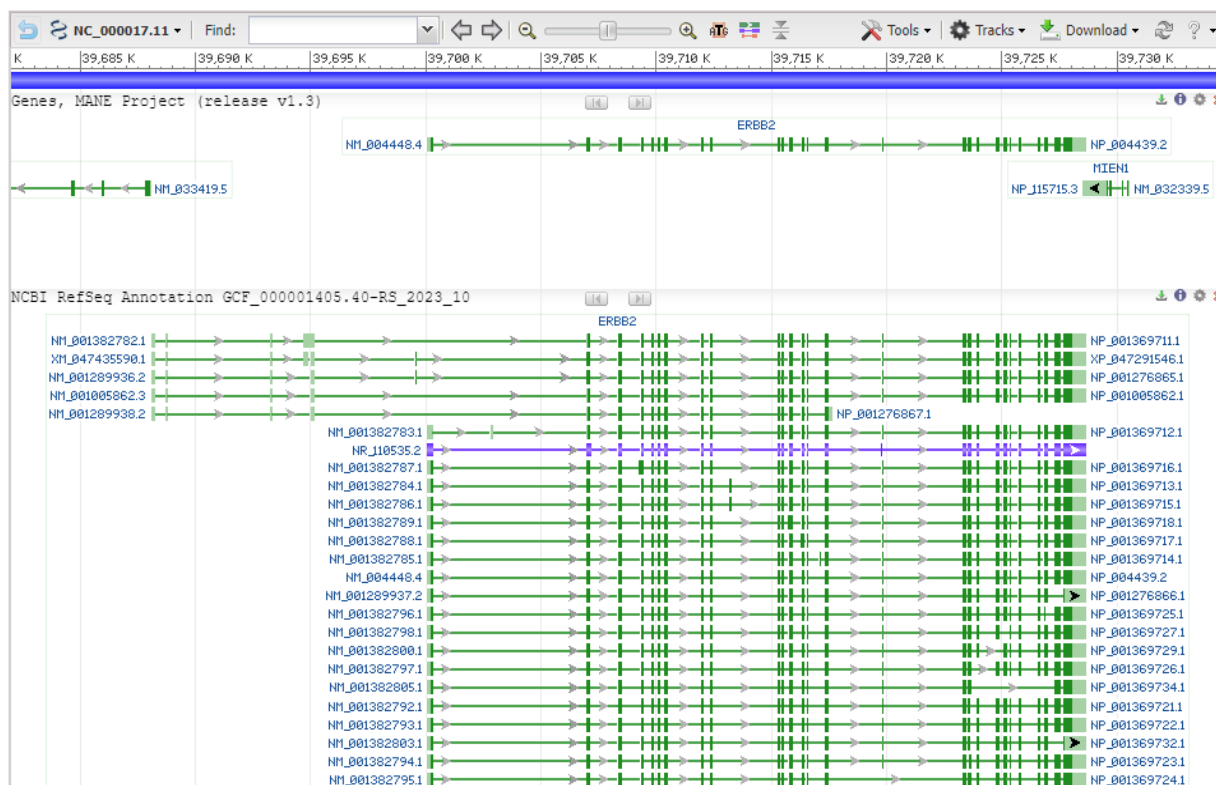 NC_000017.11 Find: ATG Tools Tracks Download ?
K 39,685 K 39,690 K 39,695 K 39,700 K 39,705 K 39,710 K 39,715 K 39,720 K 39,725 K 39,730 K
Genes, MANE Project (release v1.3)
ERBB2
NM_004448.4 NP_004439.2
MIEN1
NM_033419.5 NP_115715.3 NM_032339.5
NCBI RefSeq Annotation GCF_000001405.40-RS_2023_10
ERBB2
NM_001382782.1 NP_001369711.1
XM_047435590.1 XP_047291546.1
NM_001289936.2 NP_001276865.1
NM_001005862.3 NP_001005862.1
NM_001289938.2 NP_001276867.1
NM_001382783.1 NP_001369712.1
NR_110535.2
NM_001382787.1 NP_001369716.1
NM_001382784.1 NP_001369713.1
NM_001382786.1 NP_001369715.1
NM_001382789.1 NP_001369718.1
NM_001382788.1 NP_001369717.1
NM_001382785.1 NP_001369714.1
NM_004448.4 NP_004439.2
NM_001289937.2 NP_001276866.1
NM_001382796.1 NP_001369725.1
NM_001382798.1 NP_001369727.1
NM_001382800.1 NP_001369729.1
NM_001382797.1 NP_001369726.1
NM_001382805.1 NP_001369734.1
NM_001382792.1 NP_001369721.1
NM_001382793.1 NP_001369722.1
NM_001382803.1 NP_001369732.1
NM_001382794.1 NP_001369723.1
NM_001382795.1 NP_001369724.1